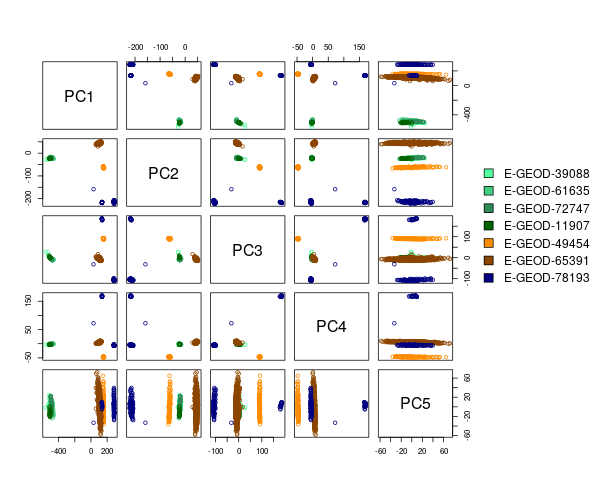 -200 -100 0 -50 0 50 150
PC1
-400 0
0 -100 -200
PC2
E-GEOD-39088
E-GEOD-61635
E-GEOD-72747
E-GEOD-11907
E-GEOD-49454
E-GEOD-65391
E-GEOD-78193
PC3
-100 0 100
150 50 -50
PC4
PC5
-60 -20 20 60
-400 0 200 -100 0 100 -60 -20 20 60